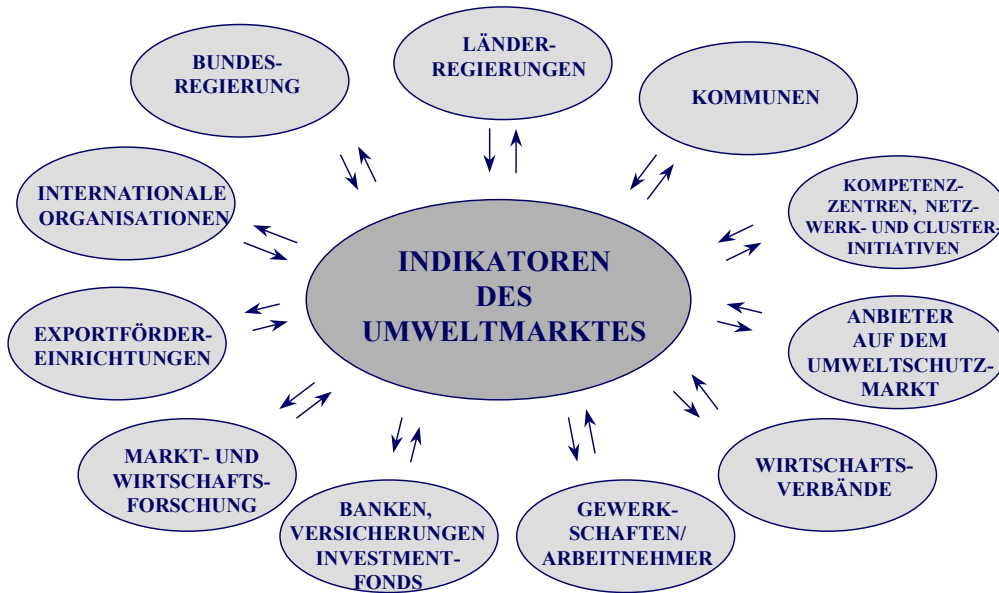 BUNDES-
REGIERUNG
LÄNDER-
REGIERUNGEN
KOMMUNEN
INTERNATIONALE
ORGANISATIONEN
KOMPETENZ-
ZENTREN, NETZ-
WERK- UND CLUSTER-
INITIATIVEN
INDIKATOREN
DES
UMWELTMARKTES
EXPORTFÖRDER-
EINRICHTUNGEN
ANBIETER
AUF DEM
UMWELTSCHUTZ-
MARKT
MARKT- UND
WIRTSCHAFTS-
FORSCHUNG
BANKEN,
VERSICHERUNGEN
INVESTMENT-
FONDS
GEWERK-
SCHAFTEN/
ARBEITNEHMER
WIRTSCHAFTS-
VERBÄNDE